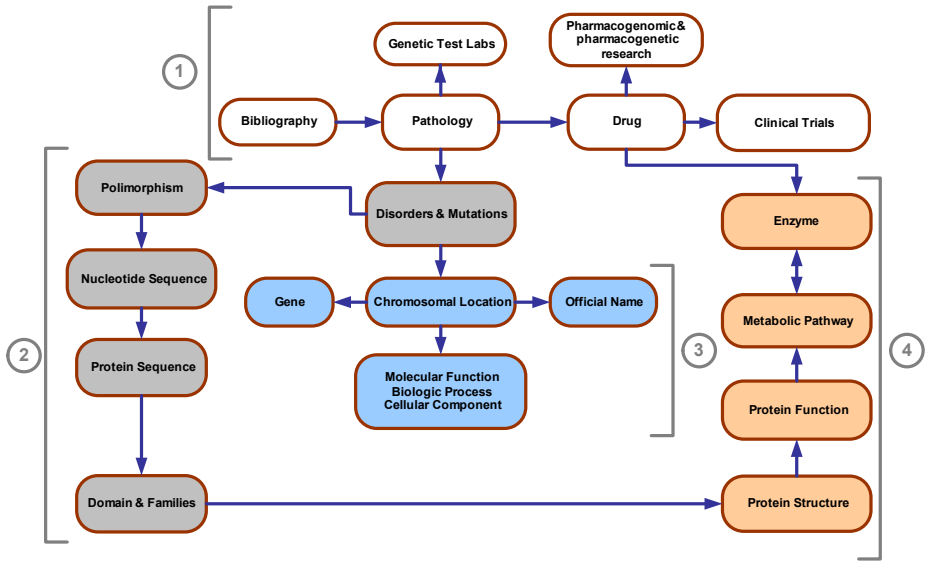 1
Genetic Test Labs
Pharmacogenomic&
pharmacogenetic
research
Bibliography
Pathology
Drug
Clinical Trials
2
Polimorphism
Disorders & Mutations
Nucleotide Sequence
Protein Sequence
Domain & Families
3
Gene
Chromosomal Location
Official Name
Molecular Function
Biologic Process
Cellular Component
4
Enzyme
Metabolic Pathway
Protein Function
Protein Structure